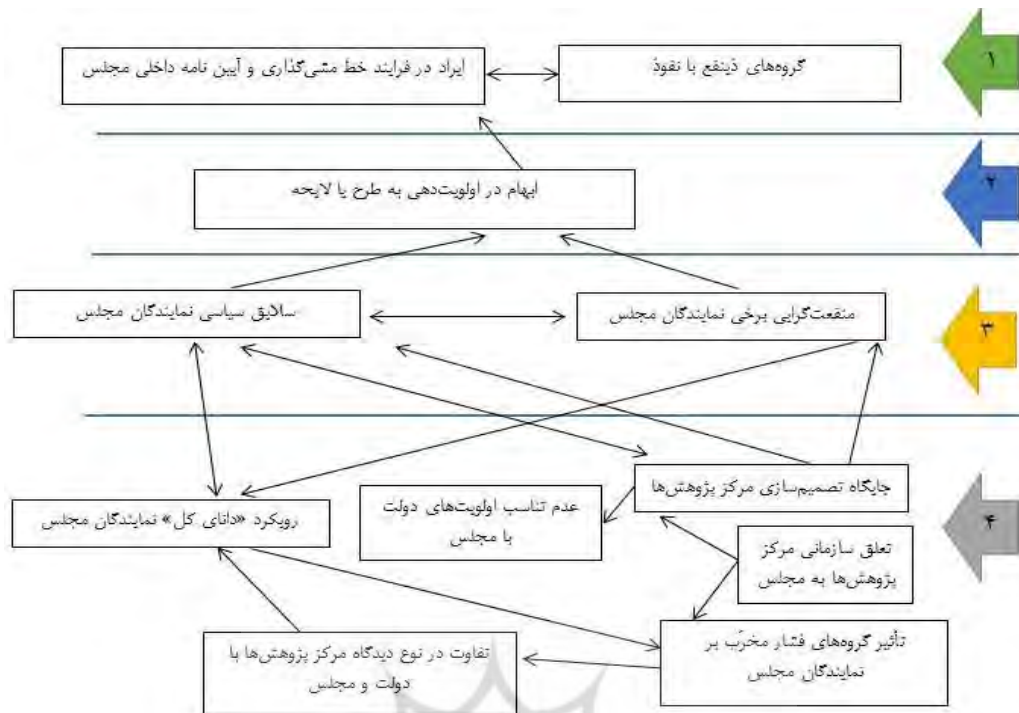 ۱
گروه‌های ذینفع با نفوذ
ایراد در فرایند خط مشی‌گذاری و آیین نامه داخلی مجلس
۲
ابهام در اولویت‌دهی به طرح یا لایحه
۳
منفعت‌گرایی برخی نمایندگان مجلس
سلایق سیاسی نمایندگان مجلس
۴
جایگاه تصمیم‌سازی مرکز پژوهش‌ها
عدم تناسب اولویت‌های دولت
با مجلس
رویکرد «دانای کل» نمایندگان مجلس
تعلق سازمانی مرکز
پژوهش‌ها به مجلس
تأثیر گروه‌های فشار مخرّب بر
نمایندگان مجلس
تفاوت در نوع دیدگاه مرکز پژوهش‌ها با
دولت و مجلس